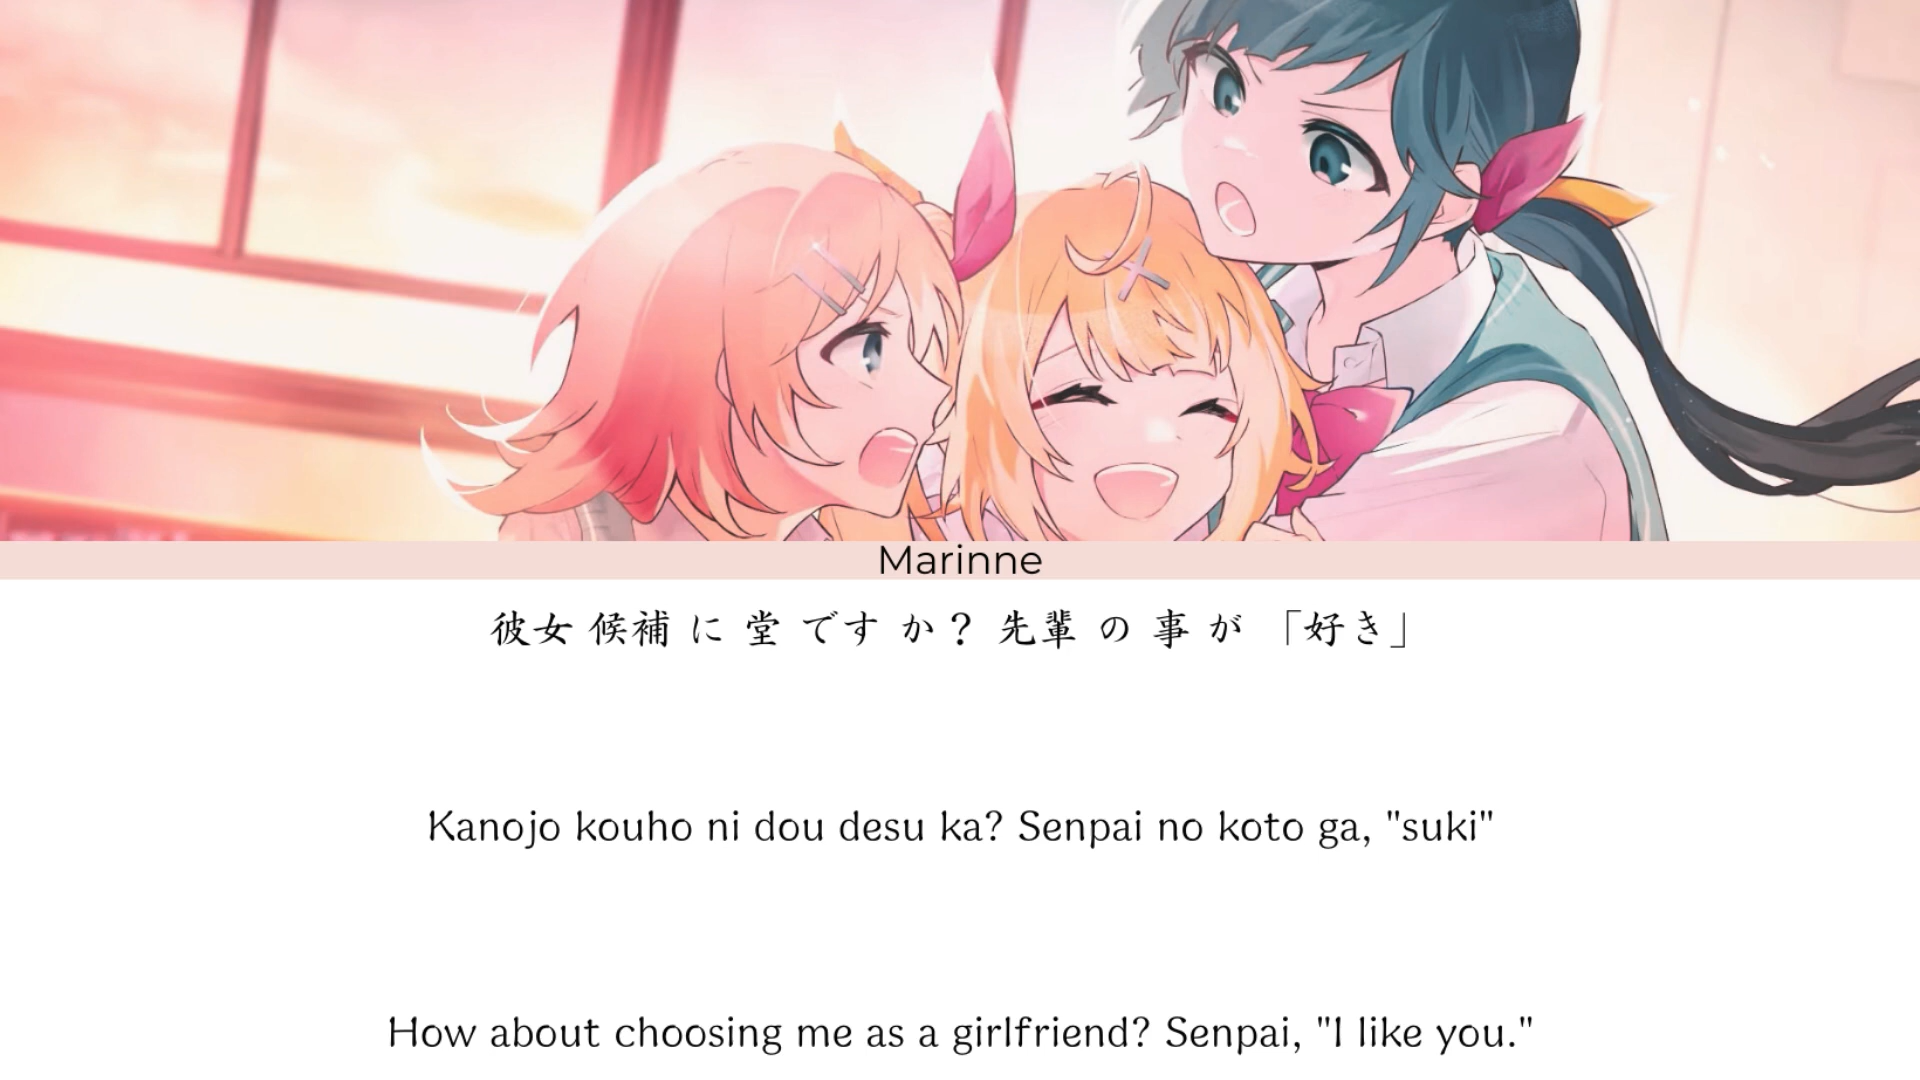 Marinne
彼女 候補 に 堂 です か？ 先輩 の 事 が 「好き」
Kanojo kouho ni dou desu ka? Senpai no koto ga, "suki"
How about choosing me as a girlfriend? Senpai, "I like you."